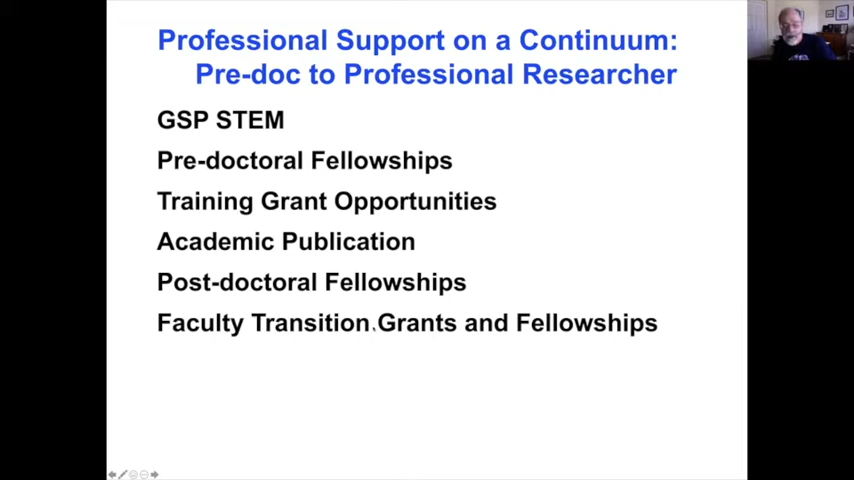 Professional Support on a Continuum:
Pre-doc to Professional Researcher
GSP STEM
Pre-doctoral Fellowships
Training Grant Opportunities
Academic Publication
Post-doctoral Fellowships
Faculty Transition Grants and Fellowships